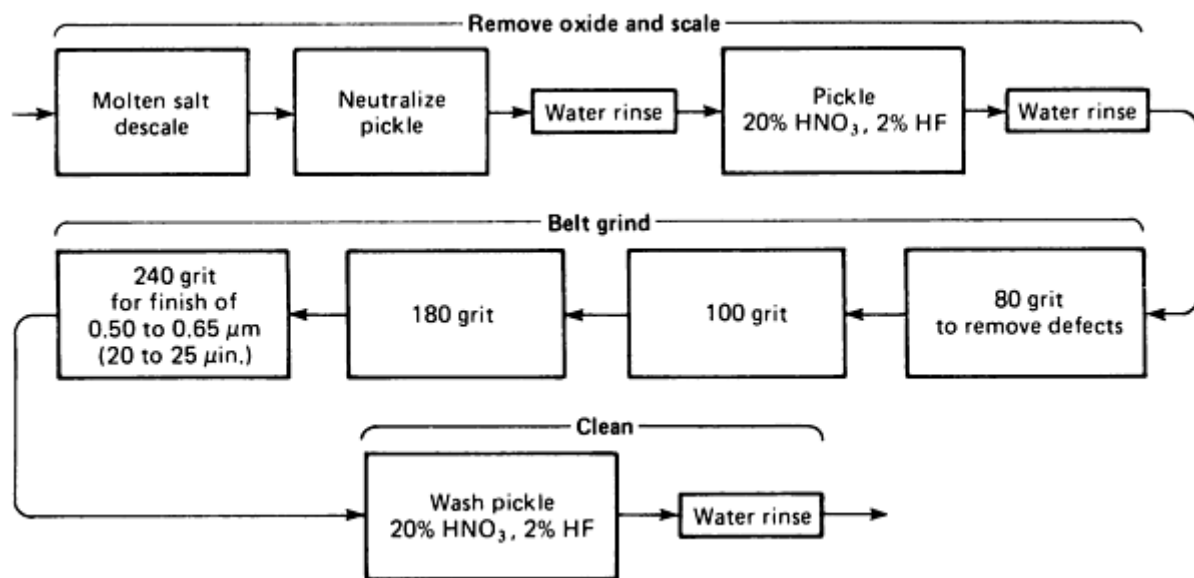 Remove oxide and scale
Molten salt
descale
Neutralize
pickle
Water rinse
Pickle
20% HNO₃, 2% HF
Water rinse
Belt grind
240 grit
for finish of
0.50 to 0.65 μm
(20 to 25 μin.)
180 grit
100 grit
80 grit
to remove defects
Clean
Wash pickle
20% HNO₃, 2% HF
Water rinse